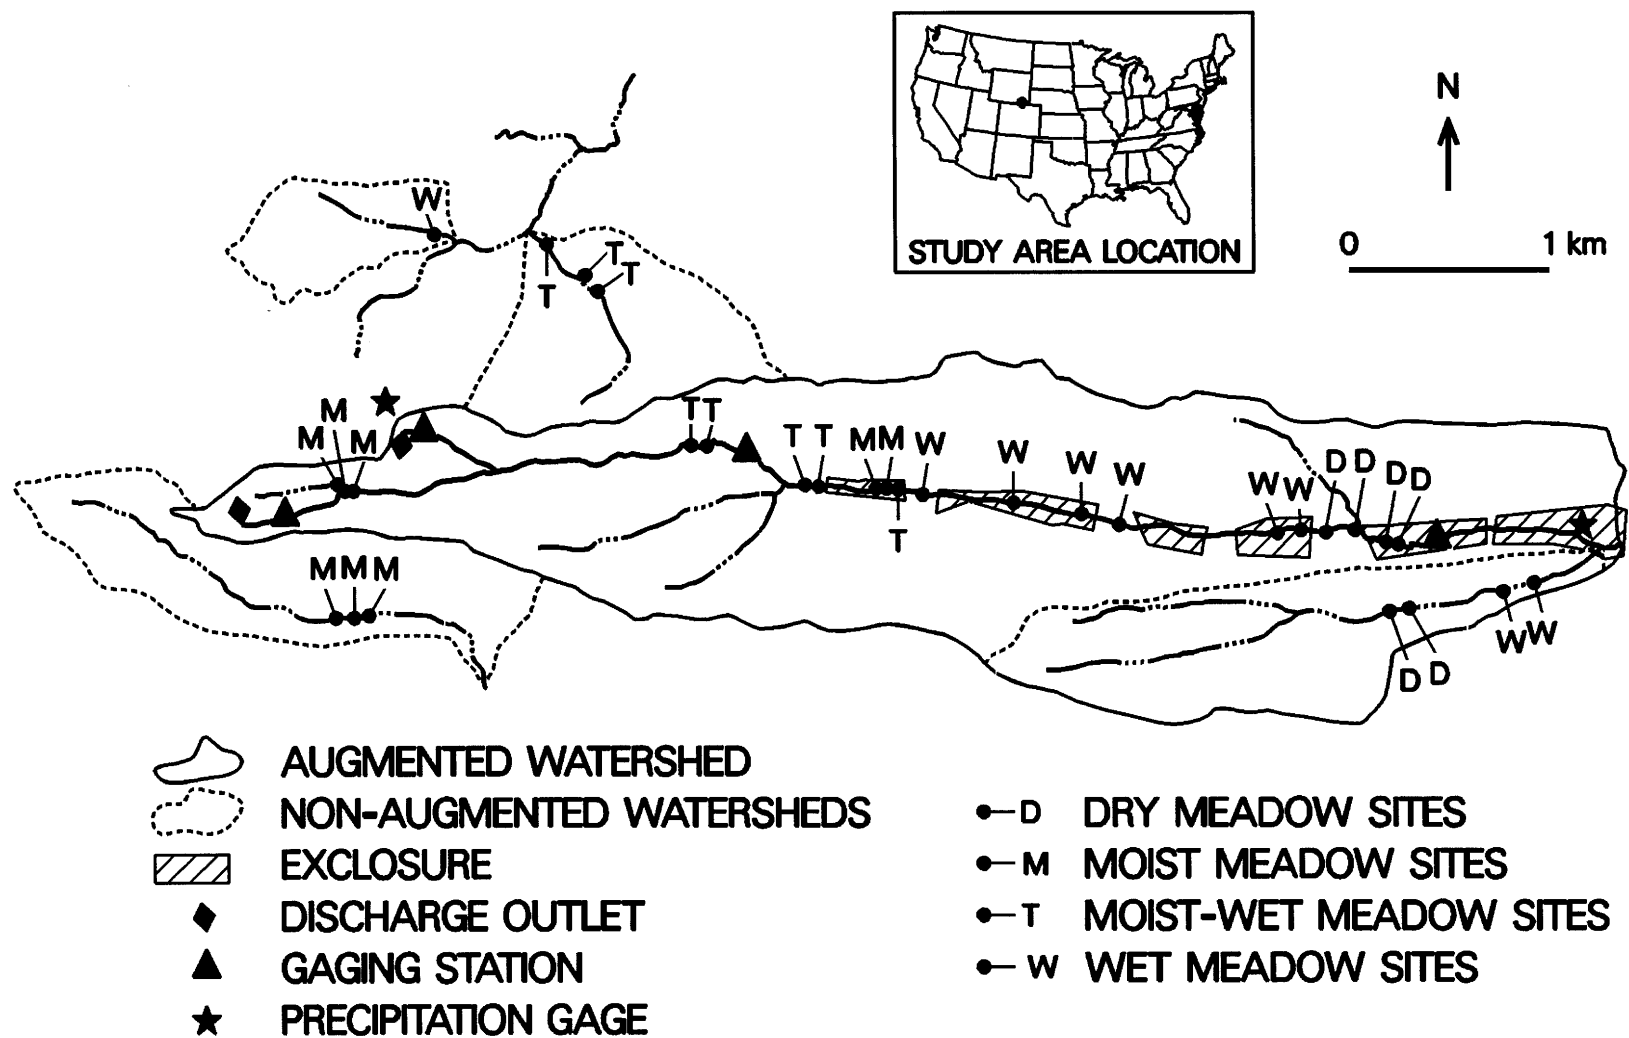 STUDY AREA LOCATION
N
0 1 km
W
T
T
T
M
M
M
T T
T T M M W
T
W
W
W
W W
D D
D D
M M M
W W
D D
AUGMENTED WATERSHED
NON-AUGMENTED WATERSHEDS
EXCLOSURE
DISCHARGE OUTLET
GAGING STATION
PRECIPITATION GAGE
D DRY MEADOW SITES
M MOIST MEADOW SITES
T MOIST-WET MEADOW SITES
W WET MEADOW SITES